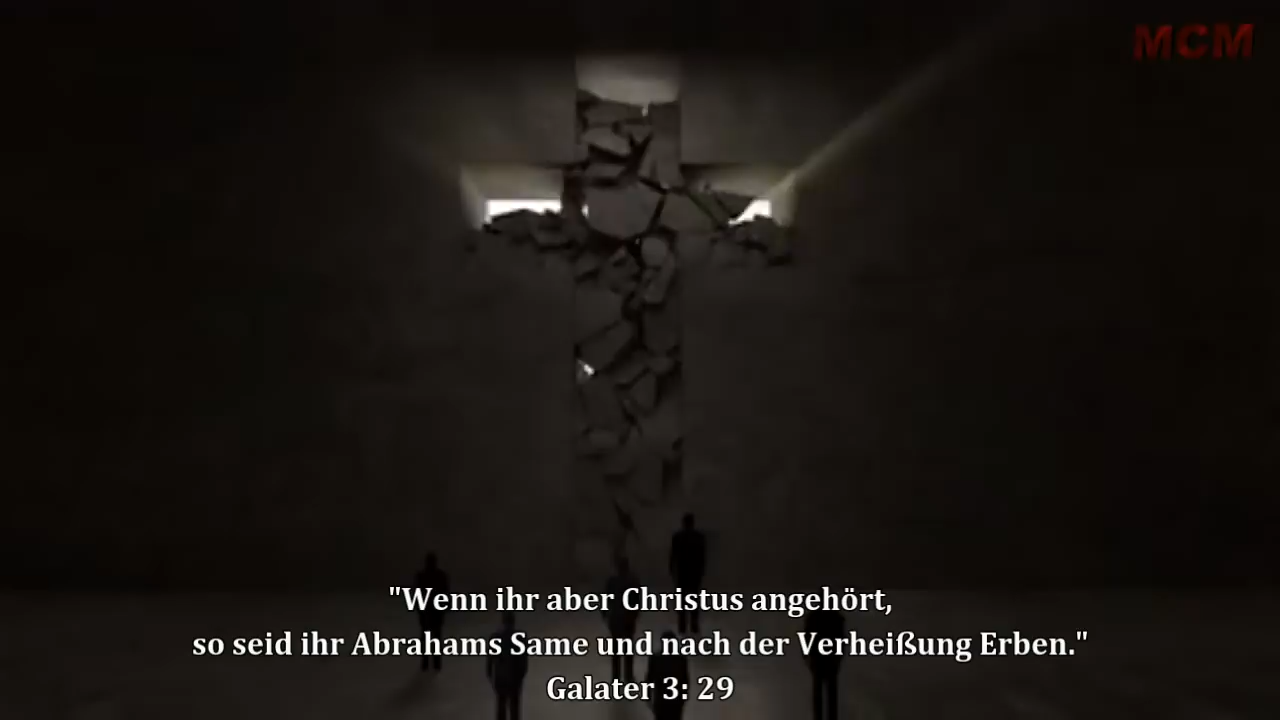 MCM
"Wenn ihr aber Christus angehört,
so seid ihr Abrahams Same und nach der Verheißung Erben."
Galater 3: 29